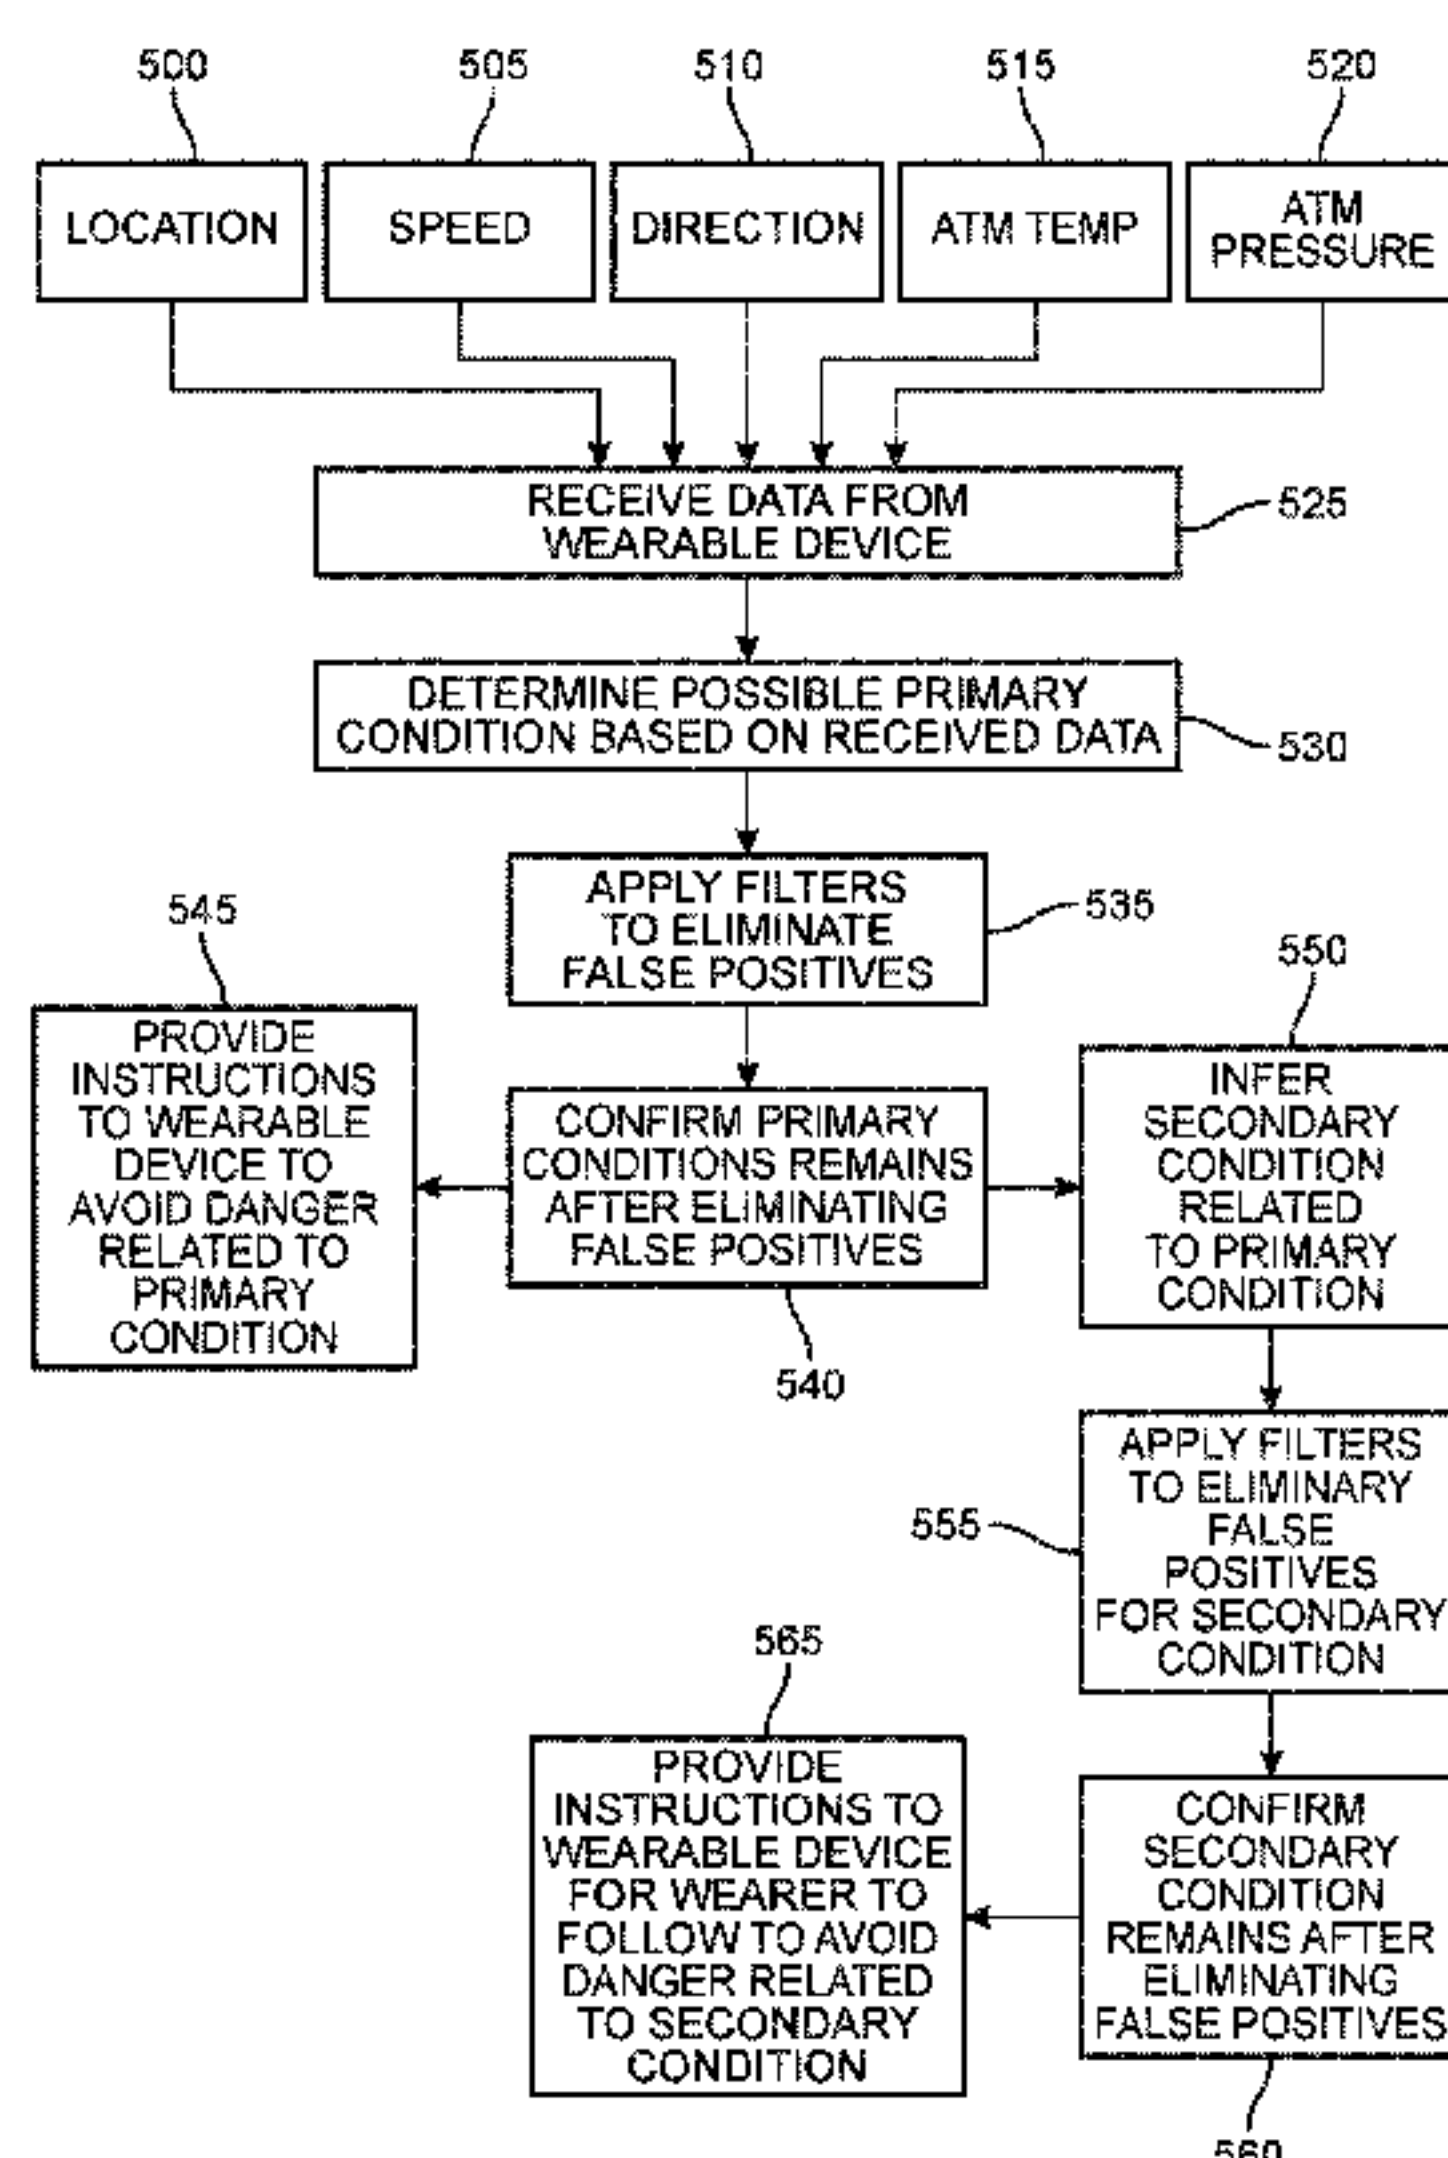 500 505 510 515 520
LOCATION
SPEED
DIRECTION
ATM TEMP
ATM
PRESSURE
RECEIVE DATA FROM
WEARABLE DEVICE
525
DETERMINE POSSIBLE PRIMARY
CONDITION BASED ON RECEIVED DATA
530
APPLY FILTERS
TO ELIMINATE
FALSE POSITIVES
535
545
PROVIDE
INSTRUCTIONS
TO WEARABLE
DEVICE TO
AVOID DANGER
RELATED TO
PRIMARY
CONDITION
CONFIRM PRIMARY
CONDITIONS REMAINS
AFTER ELIMINATING
FALSE POSITIVES
540
550
INFER
SECONDARY
CONDITION
RELATED
TO PRIMARY
CONDITION
555
APPLY FILTERS
TO ELIMINARY
FALSE
POSITIVES
FOR SECONDARY
CONDITION
565
PROVIDE
INSTRUCTIONS TO
WEARABLE DEVICE
FOR WEARER TO
FOLLOW TO AVOID
DANGER RELATED
TO SECONDARY
CONDITION
CONFIRM
SECONDARY
CONDITION
REMAINS AFTER
ELIMINATING
FALSE POSITIVES
560